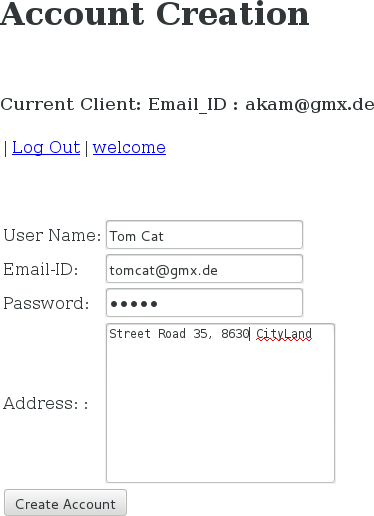 Account Creation
Current Client: Email_ID : akam@gmx.de
| Log Out | welcome
User Name: Tom Cat
Email-ID: tomcat@gmx.de
Password: •••••
Street Road 35, 8630 CityLand
Address: :
Create Account